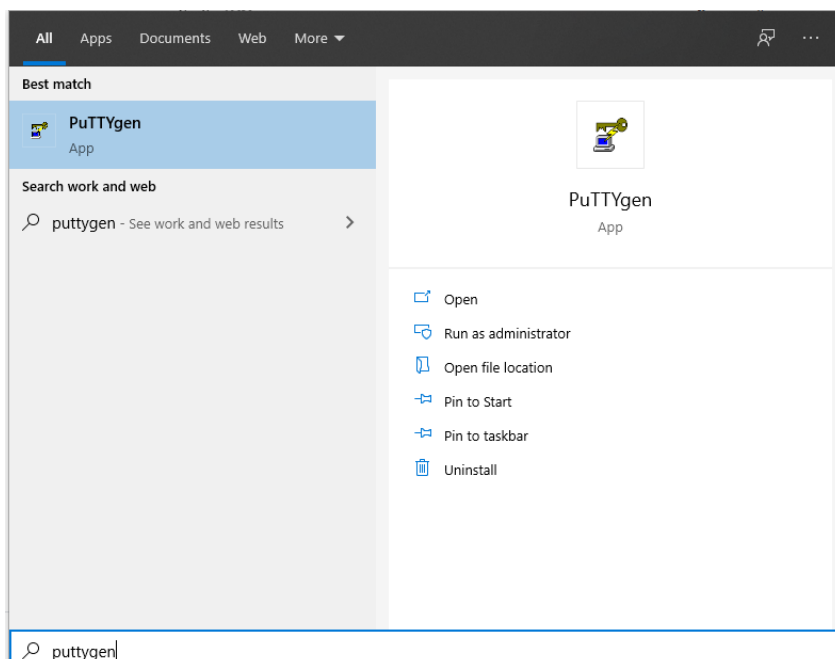 All Apps Documents Web More
Best match
PuTTYgen
App
Search work and web
puttygen - See work and web results
PuTTYgen
App
Open
Run as administrator
Open file location
Pin to Start
Pin to taskbar
Uninstall
puttygen